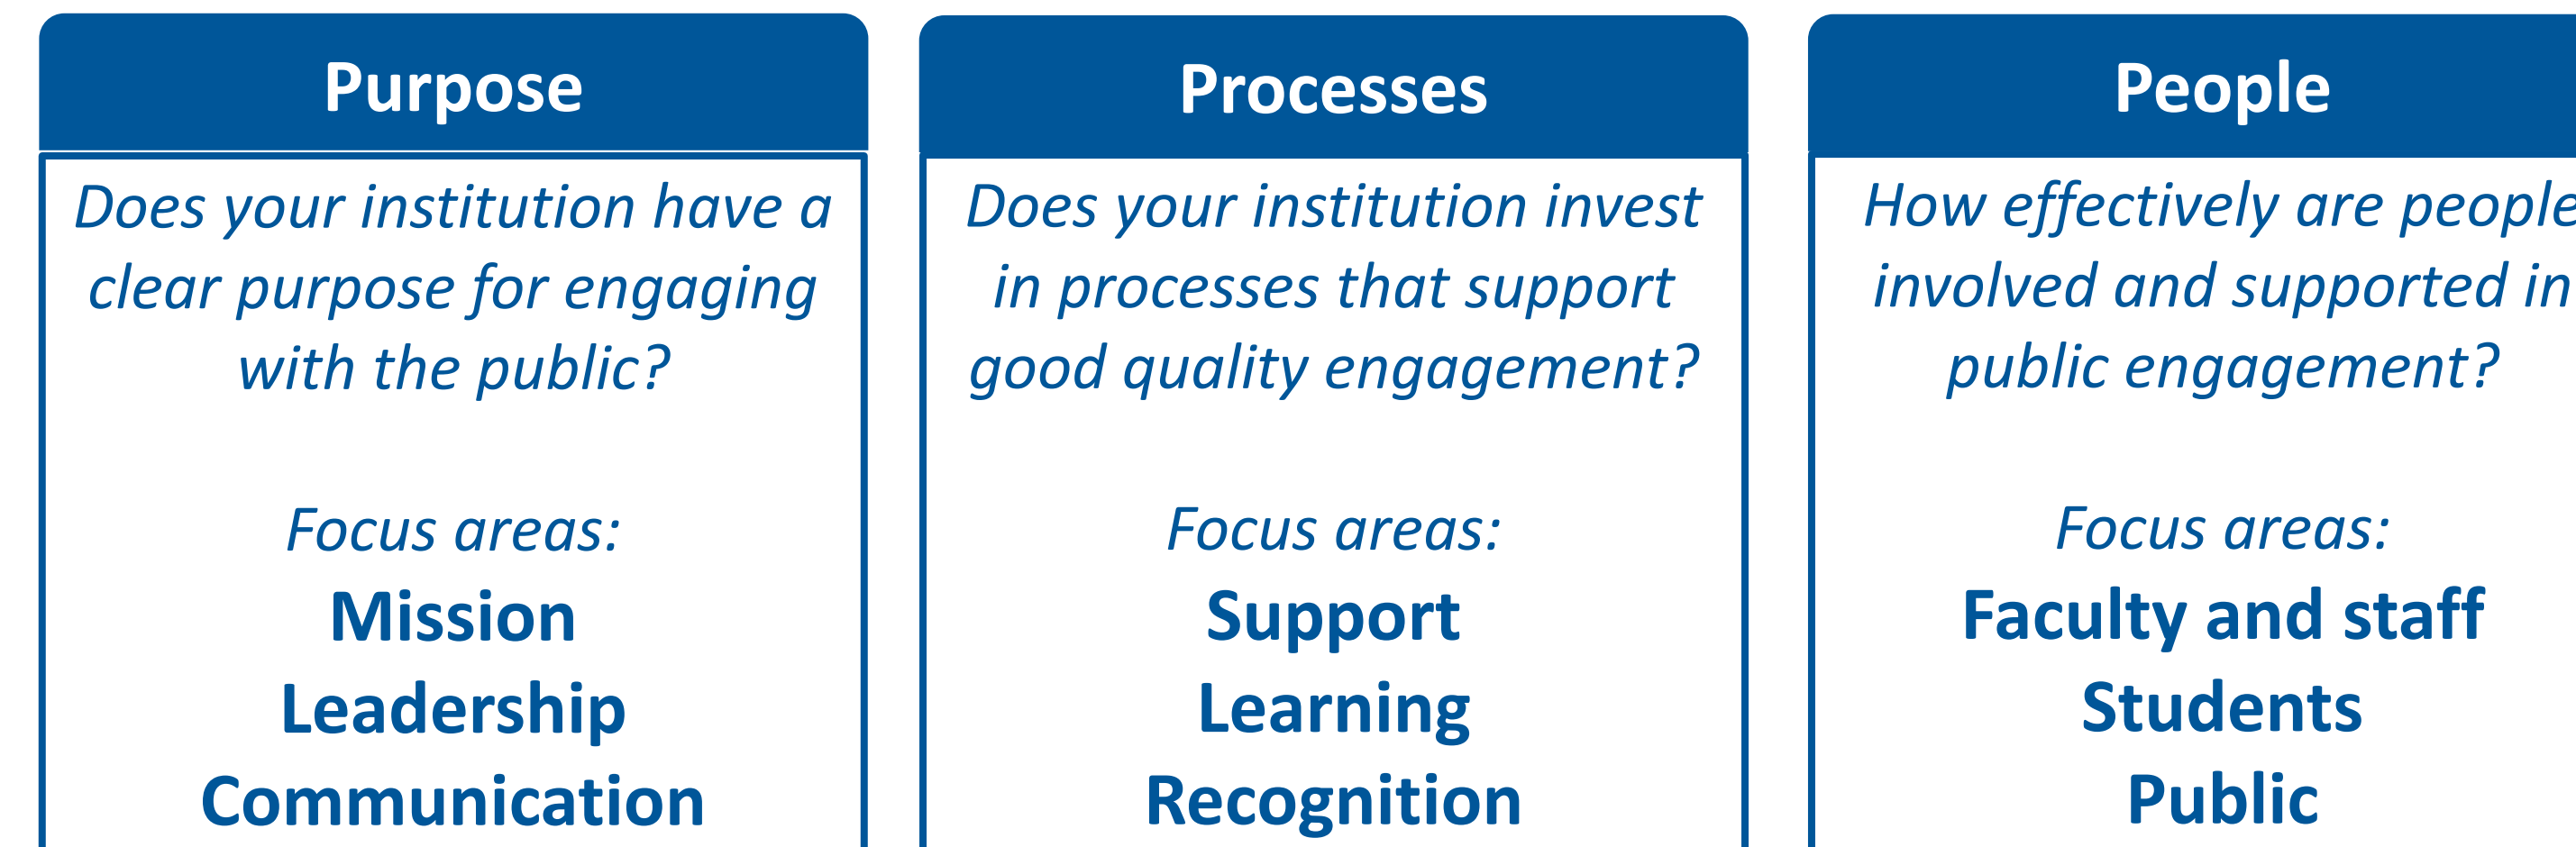 Purpose
Does your institution have a
clear purpose for engaging
with the public?
Focus areas:
Mission
Leadership
Communication
Processes
Does your institution invest
in processes that support
good quality engagement?
Focus areas:
Support
Learning
Recognition
People
How effectively are people
involved and supported in
public engagement?
Focus areas:
Faculty and staff
Students
Public